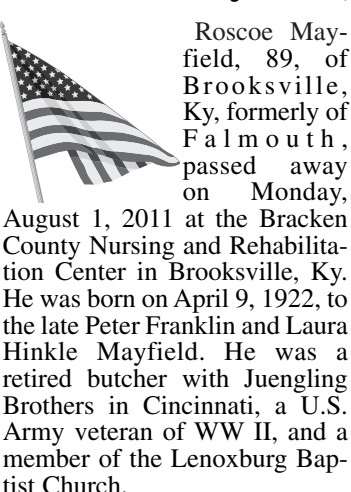 Roscoe May-
field, 89, of
Brooksville,
Ky, formerly of
Falmouth,
passed away
on Monday,
August 1, 2011 at the Bracken
County Nursing and Rehabilita-
tion Center in Brooksville, Ky.
He was born on April 9, 1922, to
the late Peter Franklin and Laura
Hinkle Mayfield. He was a
retired butcher with Juengling
Brothers in Cincinnati, a U.S.
Army veteran of WW II, and a
member of the Lenoxburg Bap-
tist Church.